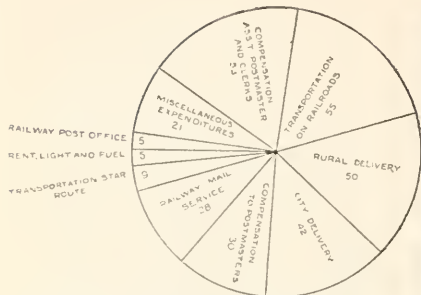 COMPENSATION
ASST. POSTMASTER
AND CLERKS
53
TRANSPORTATION
ON RAILROADS
55
MISCELLANEOUS
EXPENDITURES
21
RAILWAY POST OFFICE
5
RENT, LIGHT AND FUEL
5
TRANSPORTATION STAR
ROUTE
9
RURAL DELIVERY
50
RAILWAY MAIL
SERVICE
28
COMPENSATION
TO POSTMASTERS
30
CITY DELIVERY
42